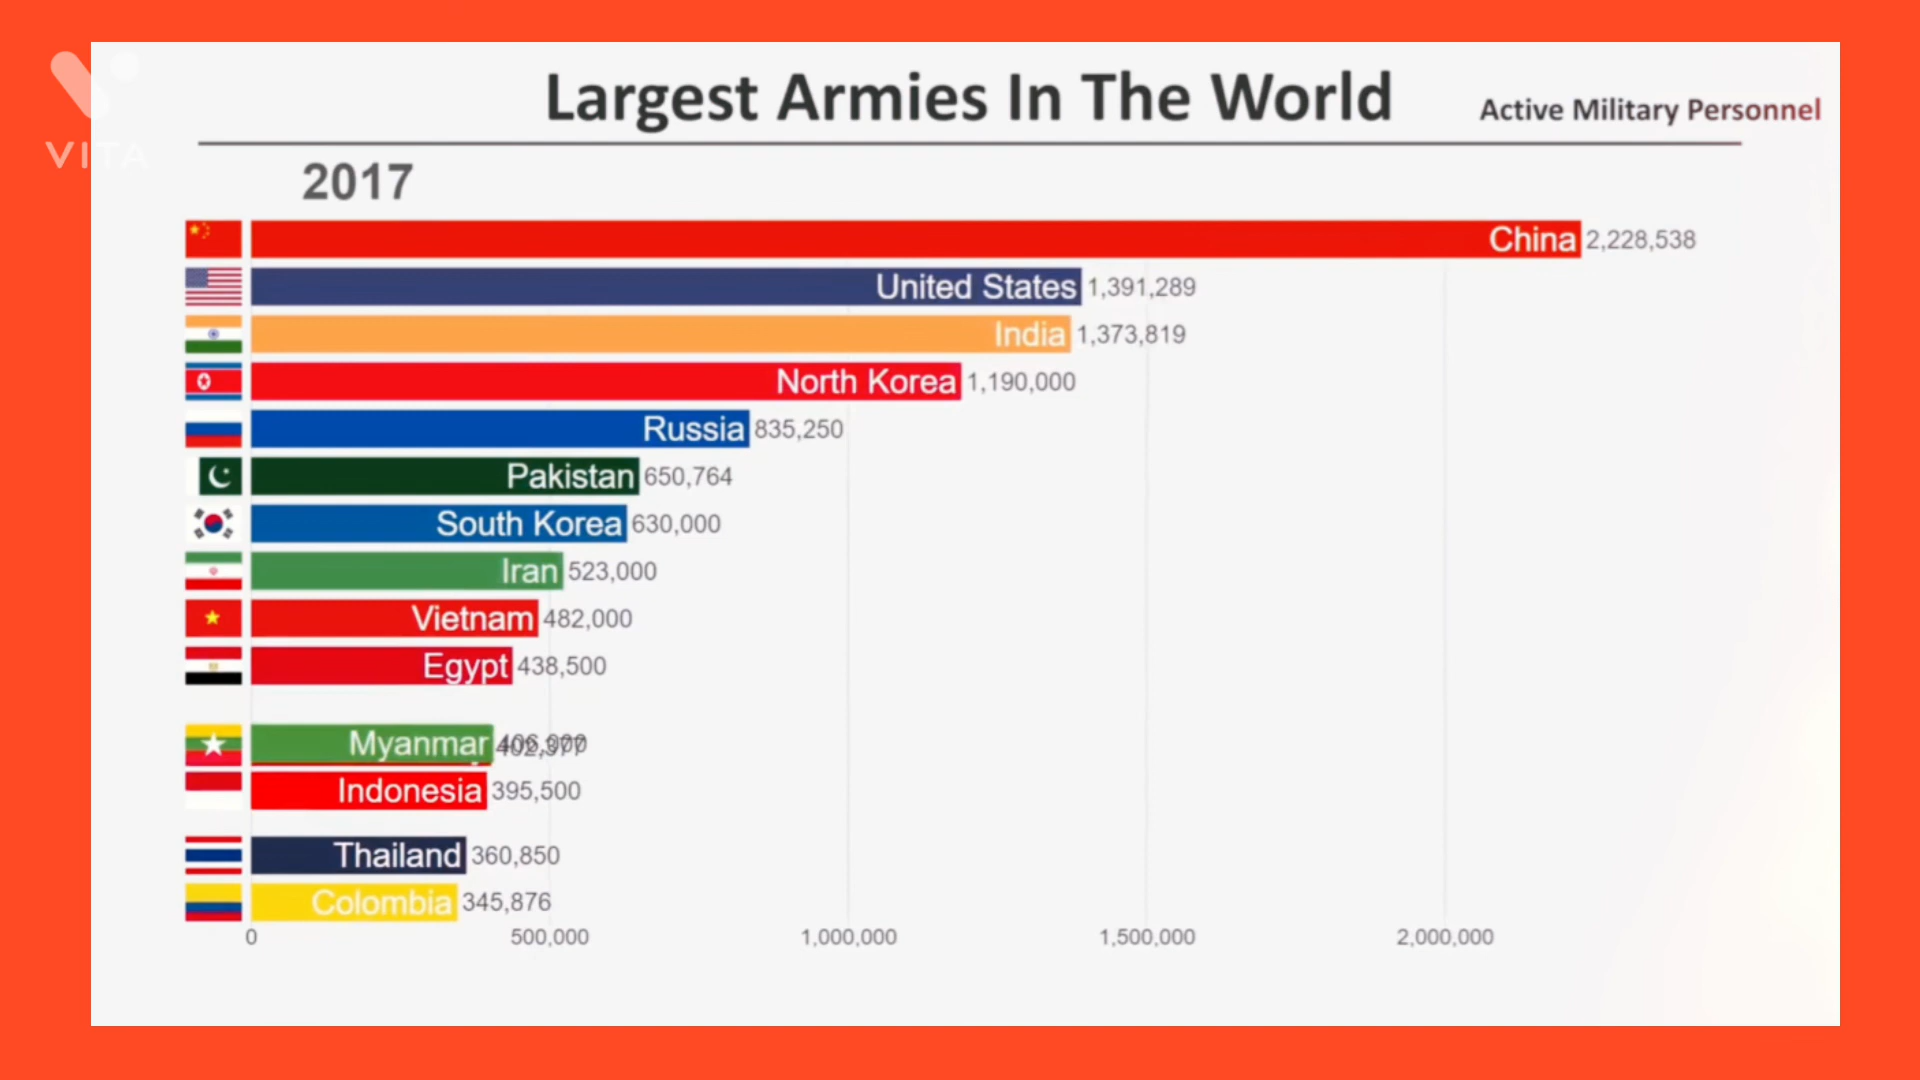 VITA
Largest Armies In The World
Active Military Personnel
2017
China 2,228,538
United States 1,391,289
India 1,373,819
North Korea 1,190,000
Russia 835,250
Pakistan 650,764
South Korea 630,000
Iran 523,000
Vietnam 482,000
Egypt 438,500
Myanmar
Indonesia 395,500
Thailand 360,850
Colombia 345,876
0 500,000 1,000,000 1,500,000 2,000,000